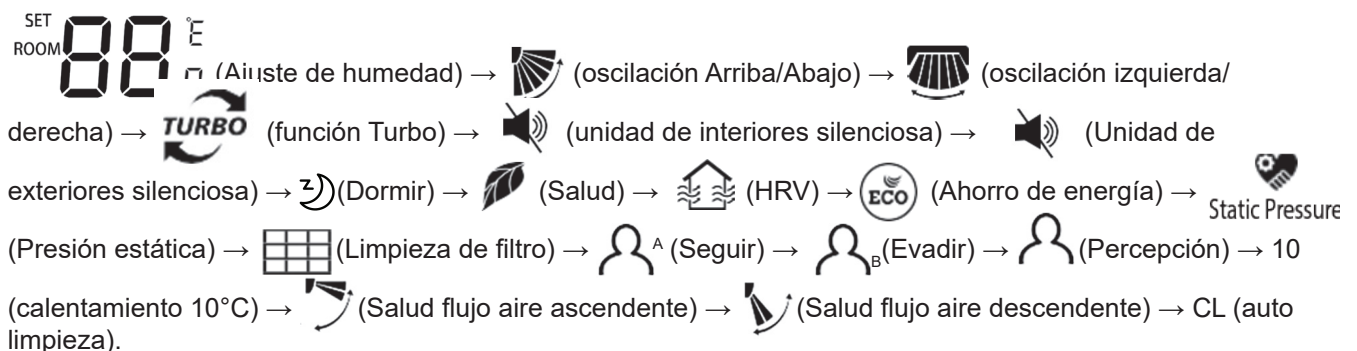 SET
ROOM 88 °E
(Ajuste de humedad) → (oscilación Arriba/Abajo) → (oscilación izquierda/
derecha) → TURBO (función Turbo) → (unidad de interiores silenciosa) → (Unidad de
exteriores silenciosa) → z (Dormir) → (Salud) → (HRV) → ECO (Ahorro de energía) → Static Pressure
(Presión estática) → (Limpieza de filtro) → A (Seguir) → B (Evadir) → (Percepción) → 10
(calentamiento 10°C) → (Salud flujo aire ascendente) → (Salud flujo aire descendente) → CL (auto
limpieza).